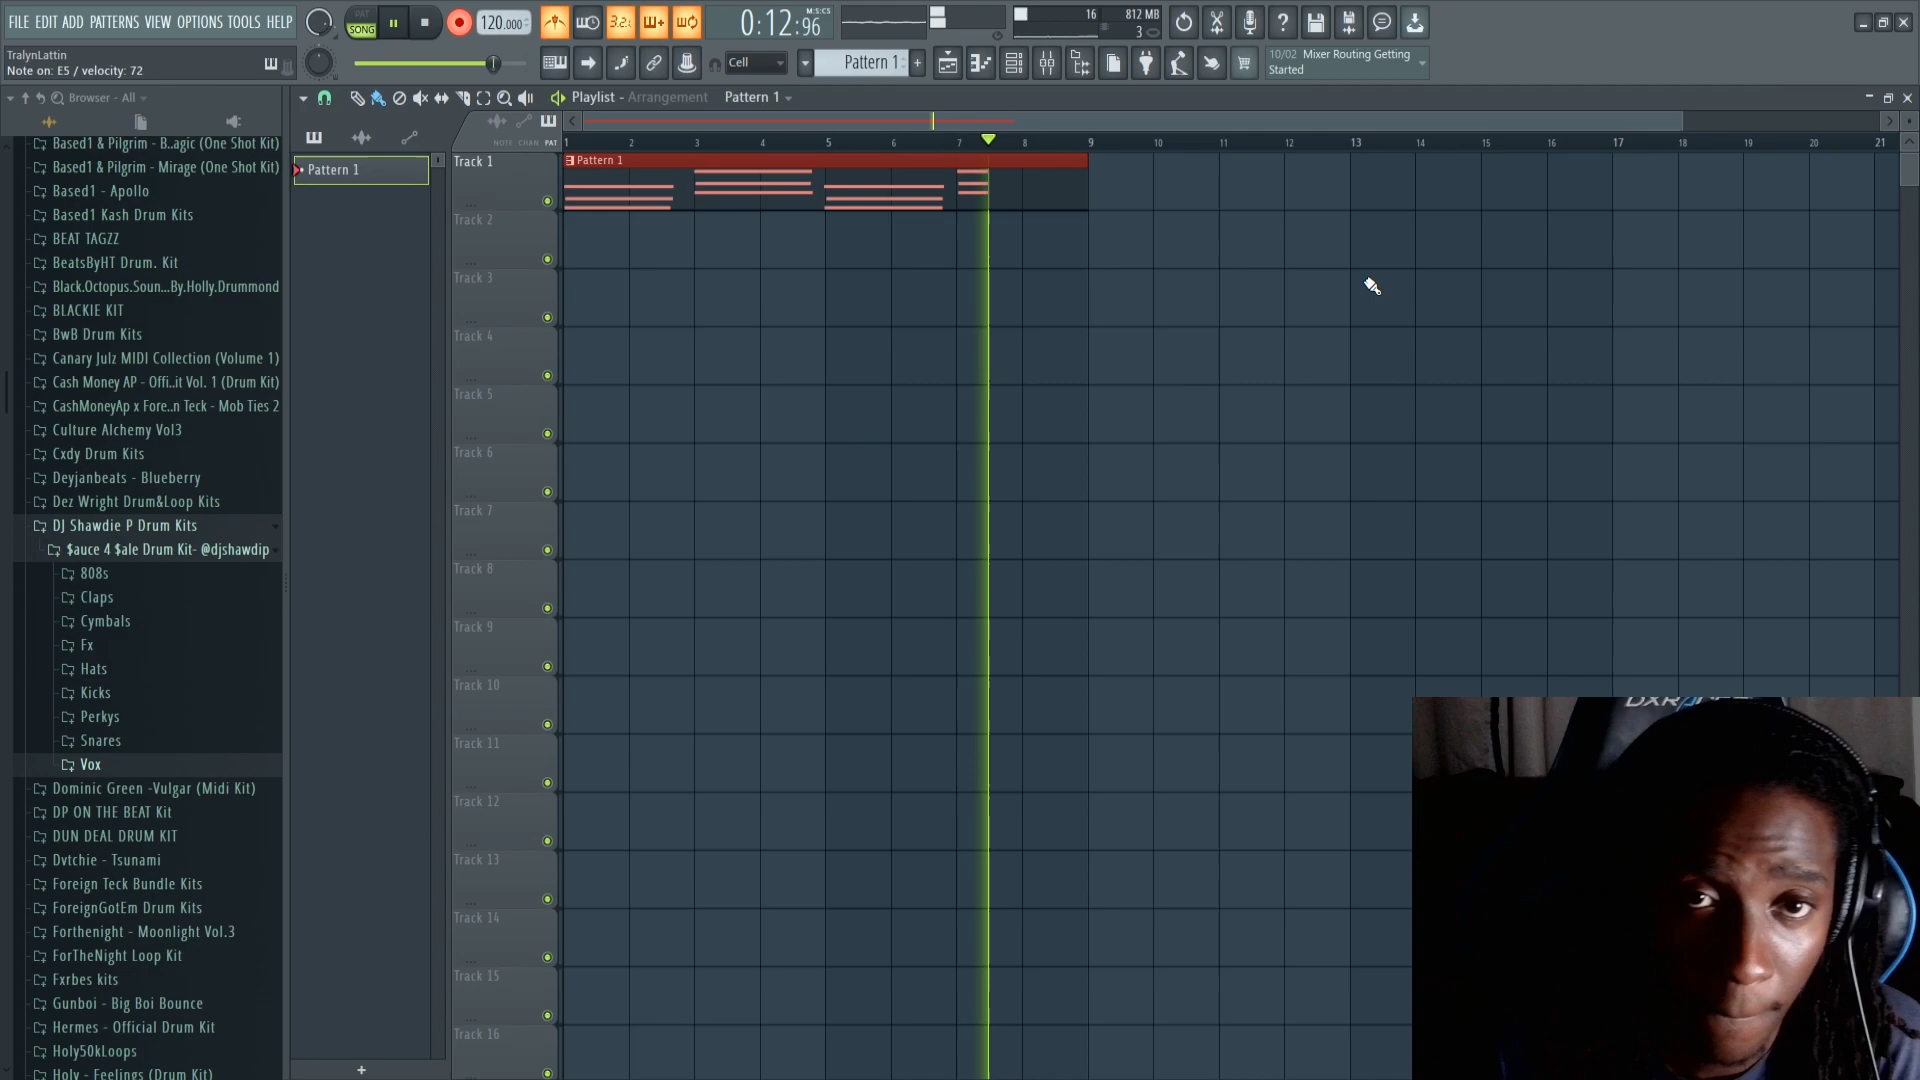 FILE EDIT ADD PATTERNS VIEW OPTIONS TOOLS HELP
PAT
SONG
120.000
3.2.
0:12:96
M:S:CS
16
812 MB
3
TralynLattin
Note on: E5 / velocity: 72
Cell
Pattern 1
10/02 Mixer Routing Getting
Started
Browser - All
Playlist - Arrangement Pattern 1
NOTE CHAN PAT
1 2 3 4 5 6 7 8 9 10 11 12 13 14 15 16 17 18 19 20 21
Pattern 1
Pattern 1
Track 1
Track 2
Track 3
Track 4
Track 5
Track 6
Track 7
Track 8
Track 9
Track 10
Track 11
Track 12
Track 13
Track 14
Track 15
Track 16
Based1 & Pilgrim - B..agic (One Shot Kit)
Based1 & Pilgrim - Mirage (One Shot Kit)
Based1 - Apollo
Based1 Kash Drum Kits
BEAT TAGZZ
BeatsByHT Drum. Kit
Black.Octopus.Soun...By.Holly.Drummond
BLACKIE KIT
BwB Drum Kits
Canary Julz MIDI Collection (Volume 1)
Cash Money AP - Offi..it Vol. 1 (Drum Kit)
CashMoneyAp x Fore..n Teck - Mob Ties 2
Culture Alchemy Vol3
Cxdy Drum Kits
Deyjanbeats - Blueberry
Dez Wright Drum&Loop Kits
DJ Shawdie P Drum Kits
$auce 4 $ale Drum Kit- @djshawdip
808s
Claps
Cymbals
Fx
Hats
Kicks
Perkys
Snares
Vox
Dominic Green -Vulgar (Midi Kit)
DP ON THE BEAT Kit
DUN DEAL DRUM KIT
Dvtchie - Tsunami
Foreign Teck Bundle Kits
ForeignGotEm Drum Kits
Forthenight - Moonlight Vol.3
ForTheNight Loop Kit
Fxrbes kits
Gunboi - Big Boi Bounce
Hermes - Official Drum Kit
Holy50kLoops
Holy - Feelings (Drum Kit)